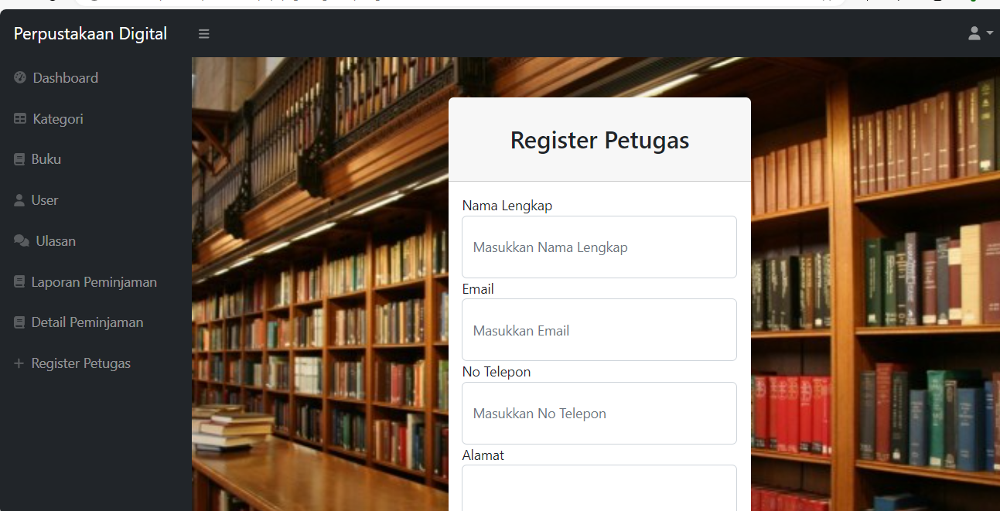 Perpustakaan Digital
Dashboard
Kategori
Buku
User
Ulasan
Laporan Peminjaman
Detail Peminjaman
Register Petugas
Register Petugas
Nama Lengkap
Masukkan Nama Lengkap
Email
Masukkan Email
No Telepon
Masukkan No Telepon
Alamat